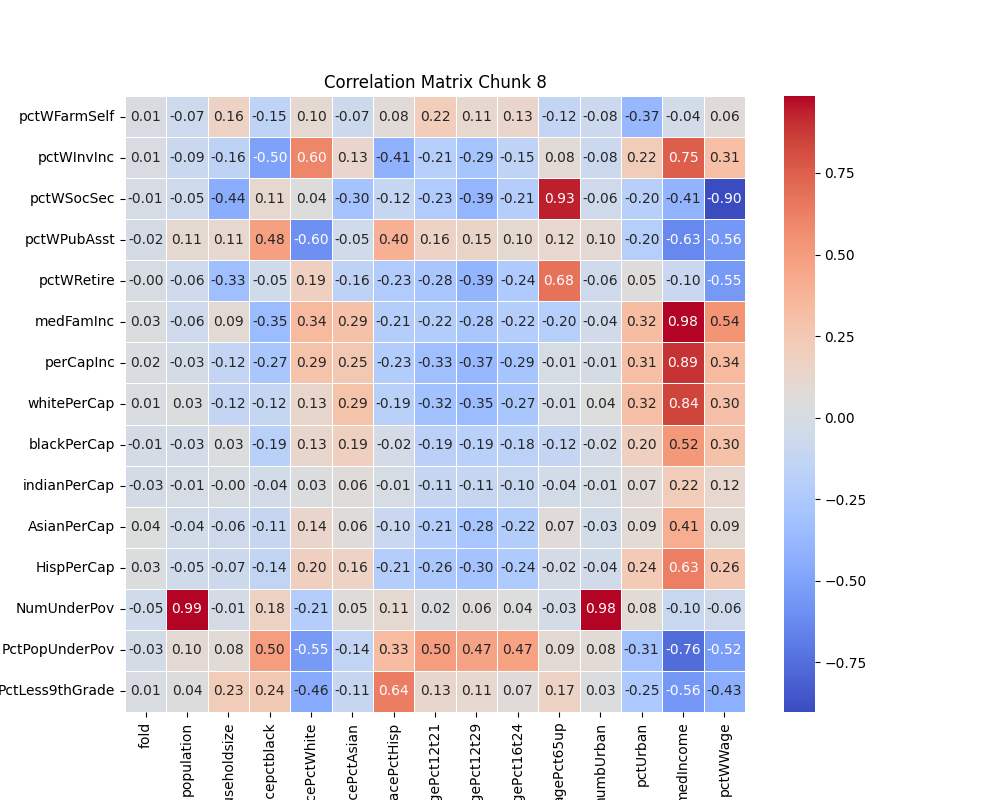 Correlation Matrix Chunk 8
pctWFarmSelf 0.01 -0.07 0.16 -0.15 0.10 -0.07 0.08 0.22 0.11 0.13 -0.12 -0.08 -0.37 -0.04 0.06
pctWInvInc 0.01 -0.09 -0.16 -0.50 0.60 0.13 -0.41 -0.21 -0.29 -0.15 0.08 -0.08 0.22 0.75 0.31
pctWSocSec -0.01 -0.05 -0.44 0.11 0.04 -0.30 -0.12 -0.23 -0.39 -0.21 0.93 -0.06 -0.20 -0.41 -0.90
pctWPubAsst -0.02 0.11 0.11 0.48 -0.60 -0.05 0.40 0.16 0.15 0.10 0.12 0.10 -0.20 -0.63 -0.56
pctWRetire -0.00 -0.06 -0.33 -0.05 0.19 -0.16 -0.23 -0.28 -0.39 -0.24 0.68 -0.06 0.05 -0.10 -0.55
medFamInc 0.03 -0.06 0.09 -0.35 0.34 0.29 -0.21 -0.22 -0.28 -0.22 -0.20 -0.04 0.32 0.98 0.54
perCapInc 0.02 -0.03 -0.12 -0.27 0.29 0.25 -0.23 -0.33 -0.37 -0.29 -0.01 -0.01 0.31 0.89 0.34
whitePerCap 0.01 0.03 -0.12 -0.12 0.13 0.29 -0.19 -0.32 -0.35 -0.27 -0.01 0.04 0.32 0.84 0.30
blackPerCap -0.01 -0.03 0.03 -0.19 0.13 0.19 -0.02 -0.19 -0.19 -0.18 -0.12 -0.02 0.20 0.52 0.30
indianPerCap -0.03 -0.01 -0.00 -0.04 0.03 0.06 -0.01 -0.11 -0.11 -0.10 -0.04 -0.01 0.07 0.22 0.12
AsianPerCap 0.04 -0.04 -0.06 -0.11 0.14 0.06 -0.10 -0.21 -0.28 -0.22 0.07 -0.03 0.09 0.41 0.09
HispPerCap 0.03 -0.05 -0.07 -0.14 0.20 0.16 -0.21 -0.26 -0.30 -0.24 -0.02 -0.04 0.24 0.63 0.26
NumUnderPov -0.05 0.99 -0.01 0.18 -0.21 0.05 0.11 0.02 0.06 0.04 -0.03 0.98 0.08 -0.10 -0.06
PctPopUnderPov -0.03 0.10 0.08 0.50 -0.55 -0.14 0.33 0.50 0.47 0.47 0.09 0.08 -0.31 -0.76 -0.52
PctLess9thGrade 0.01 0.04 0.23 0.24 -0.46 -0.11 0.64 0.13 0.11 0.07 0.17 0.03 -0.25 -0.56 -0.43
fold
population
useholdsize
cepctblack
cePctWhite
cePctAsian
acePctHisp
gePct12t21
gePct12t29
gePct16t24
agePct65up
numbUrban
pctUrban
medIncome
pctWWage
0.75
0.50
0.25
0.00
−0.25
−0.50
−0.75